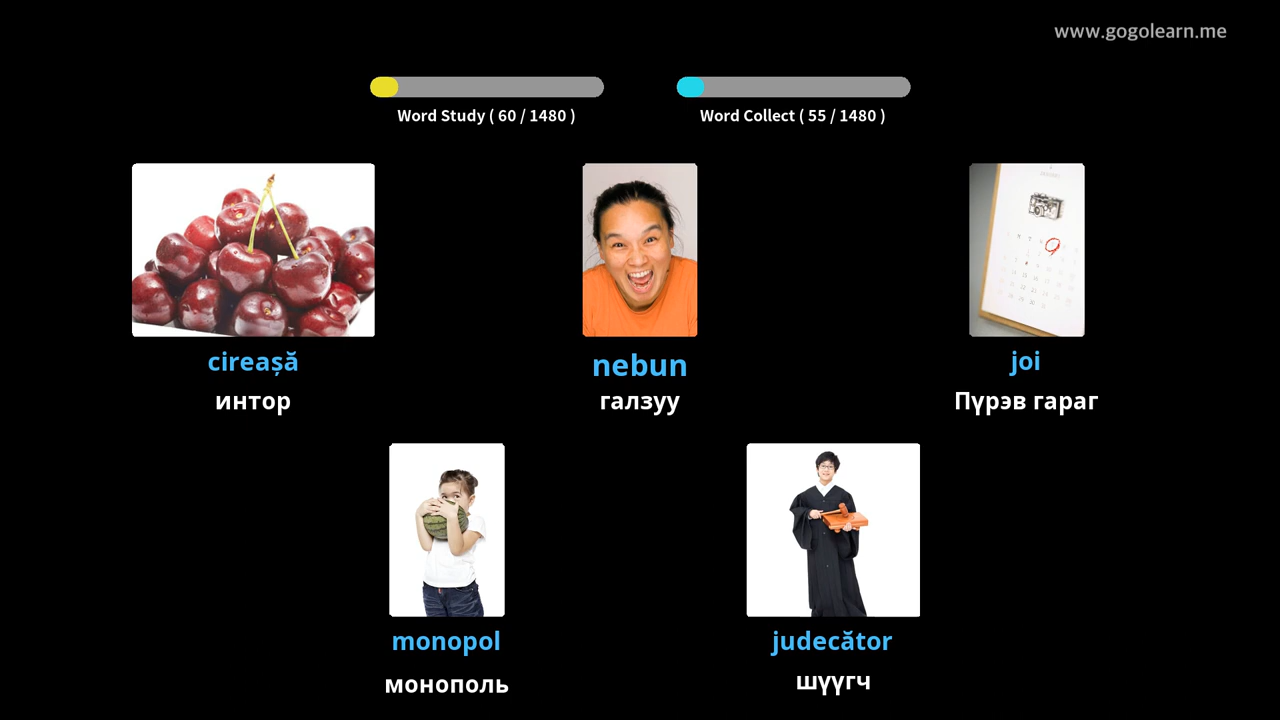 www.gogolearn.me
Word Study ( 60 / 1480 )
Word Collect ( 55 / 1480 )
cireașă
интор
nebun
галзуу
joi
Пүрэв гараг
monopol
монополь
judecător
шүүгч